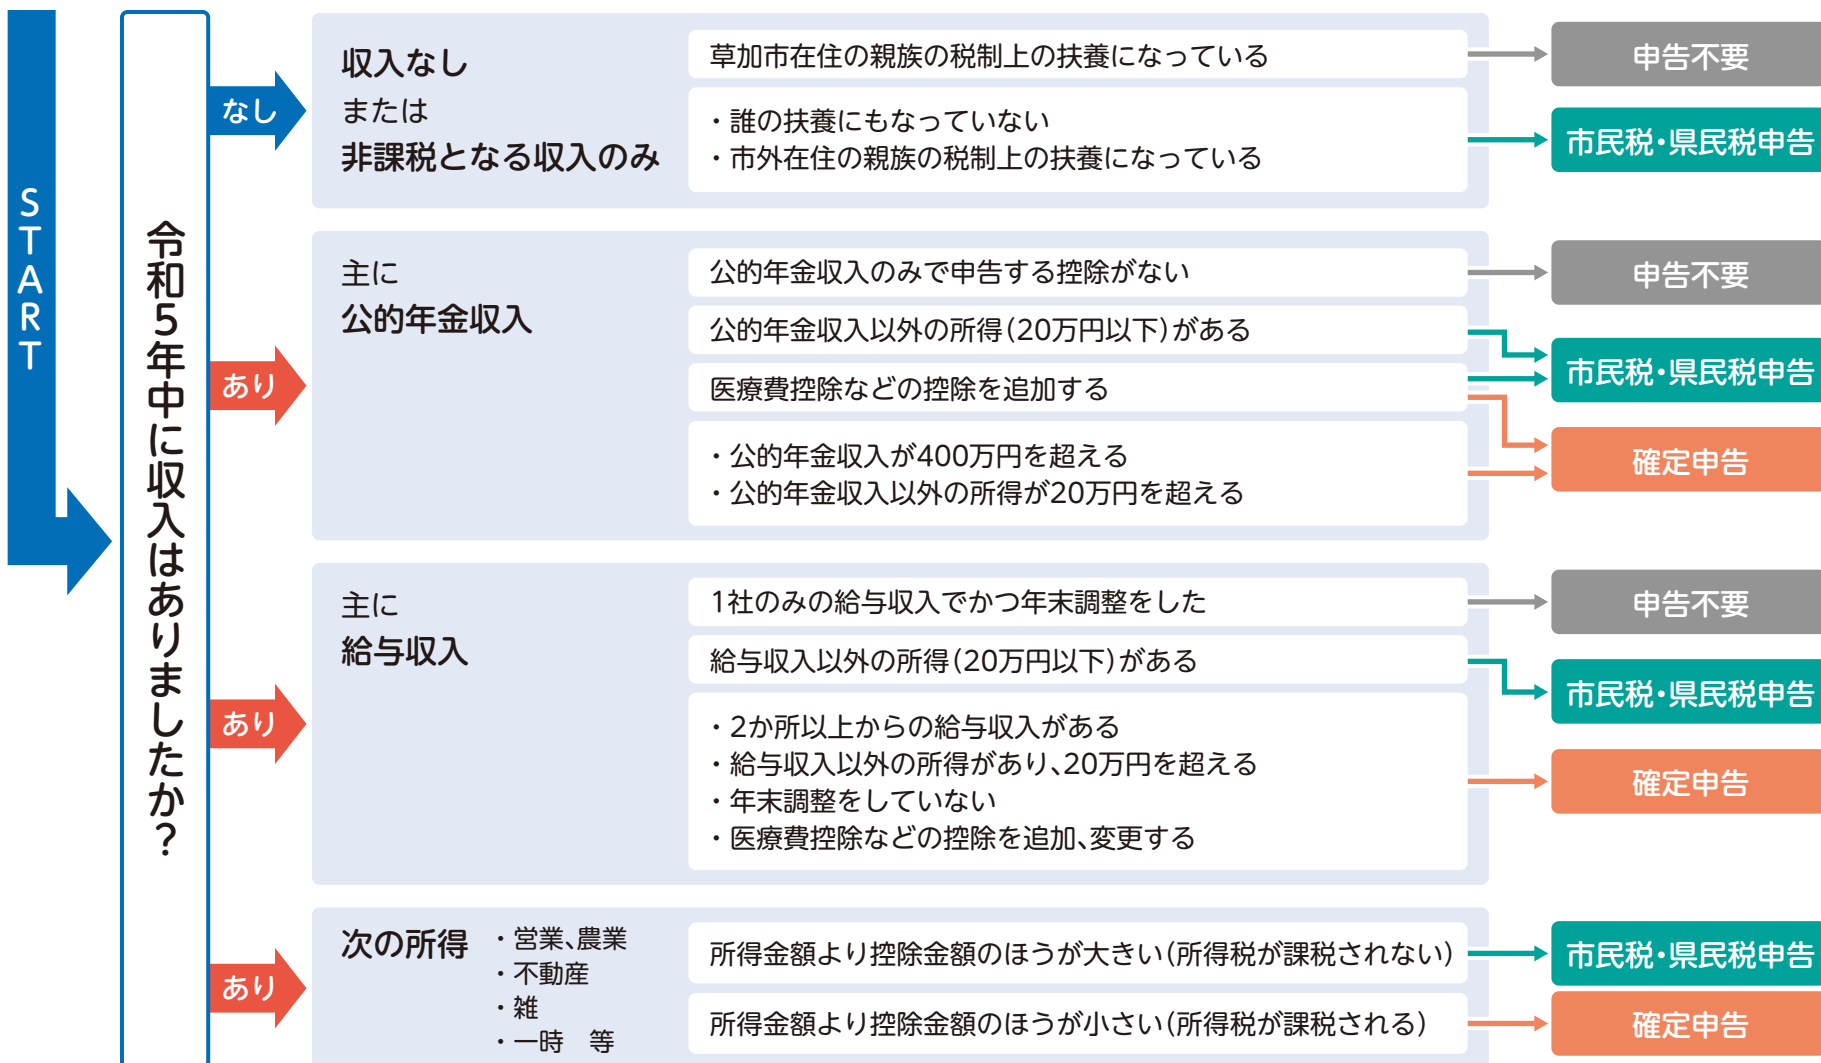 START
令和5年中に収入はありましたか？
なし
収入なし
または
非課税となる収入のみ
草加市在住の親族の税制上の扶養になっている
申告不要
・誰の扶養にもなっていない
・市外在住の親族の税制上の扶養になっている
市民税・県民税申告
あり
主に
公的年金収入
公的年金収入のみで申告する控除がない
申告不要
公的年金収入以外の所得（20万円以下）がある
市民税・県民税申告
医療費控除などの控除を追加する
・公的年金収入が400万円を超える
・公的年金収入以外の所得が20万円を超える
確定申告
あり
主に
給与収入
1社のみの給与収入でかつ年末調整をした
申告不要
給与収入以外の所得（20万円以下）がある
市民税・県民税申告
・2か所以上からの給与収入がある
・給与収入以外の所得があり、20万円を超える
・年末調整をしていない
・医療費控除などの控除を追加、変更する
確定申告
あり
次の所得
・営業、農業
・不動産
・雑
・一時　等
所得金額より控除金額のほうが大きい（所得税が課税されない）
市民税・県民税申告
所得金額より控除金額のほうが小さい（所得税が課税される）
確定申告